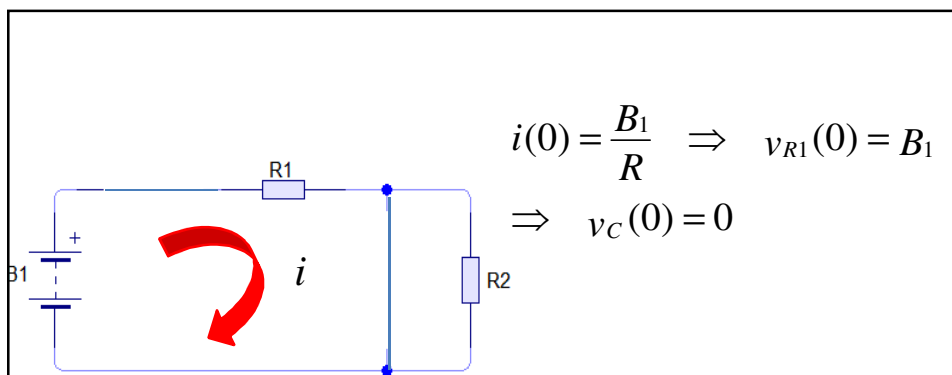 i(0) = B1/R ⇒ vR1(0) = B1
⇒ vC(0) = 0
R1
+
B1
i
R2